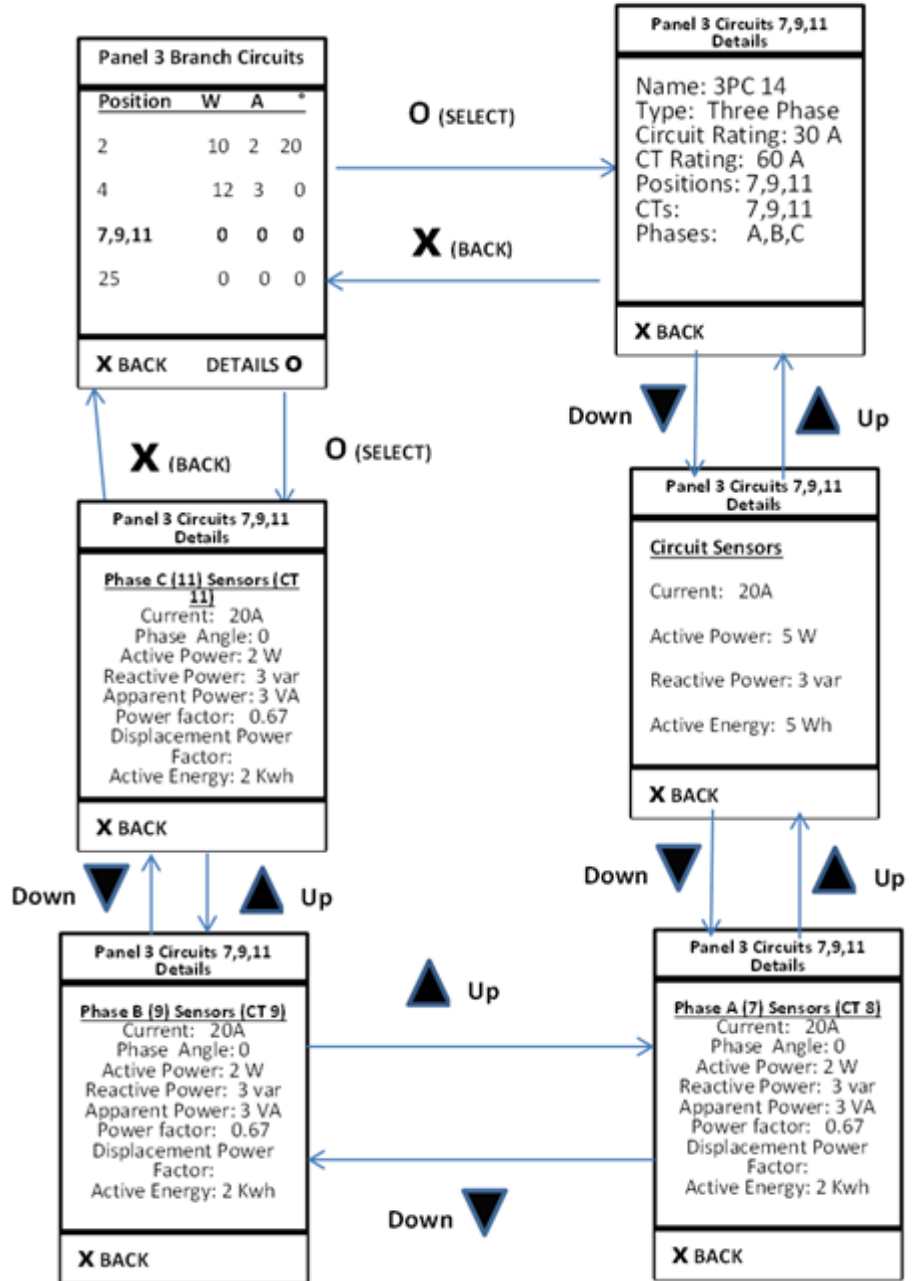 Panel 3 Branch Circuits
Position W A °
2 10 2 20
4 12 3 0
7,9,11 0 0 0
25 0 0 0
X BACK DETAILS O
O (SELECT)
X (BACK)
Panel 3 Circuits 7,9,11
Details
Name: 3PC 14
Type: Three Phase
Circuit Rating: 30 A
CT Rating: 60 A
Positions: 7,9,11
CTs: 7,9,11
Phases: A,B,C
X BACK
Down
Up
X (BACK)
O (SELECT)
Panel 3 Circuits 7,9,11
Details
Circuit Sensors
Current: 20A
Active Power: 5 W
Reactive Power: 3 var
Active Energy: 5 Wh
X BACK
Panel 3 Circuits 7,9,11
Details
Phase C (11) Sensors (CT
11)
Current: 20A
Phase Angle: 0
Active Power: 2 W
Reactive Power: 3 var
Apparent Power: 3 VA
Power factor: 0.67
Displacement Power
Factor:
Active Energy: 2 Kwh
X BACK
Down
Up
Down
Up
Panel 3 Circuits 7,9,11
Details
Phase B (9) Sensors (CT 9)
Current: 20A
Phase Angle: 0
Active Power: 2 W
Reactive Power: 3 var
Apparent Power: 3 VA
Power factor: 0.67
Displacement Power
Factor:
Active Energy: 2 Kwh
X BACK
Up
Down
Panel 3 Circuits 7,9,11
Details
Phase A (7) Sensors (CT 8)
Current: 20A
Phase Angle: 0
Active Power: 2 W
Reactive Power: 3 var
Apparent Power: 3 VA
Power factor: 0.67
Displacement Power
Factor:
Active Energy: 2 Kwh
X BACK